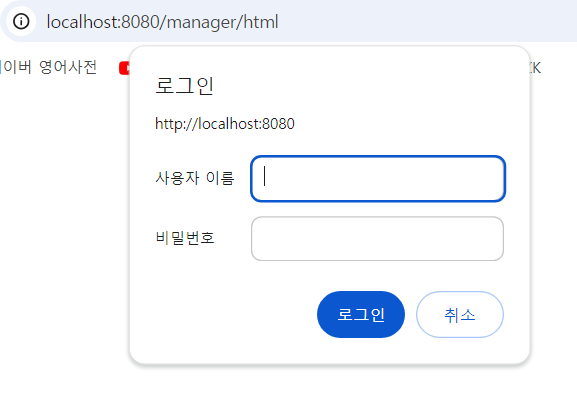 localhost:8080/manager/html
이버 영어사전
로그인
http://localhost:8080
사용자 이름
비밀번호
로그인 취소